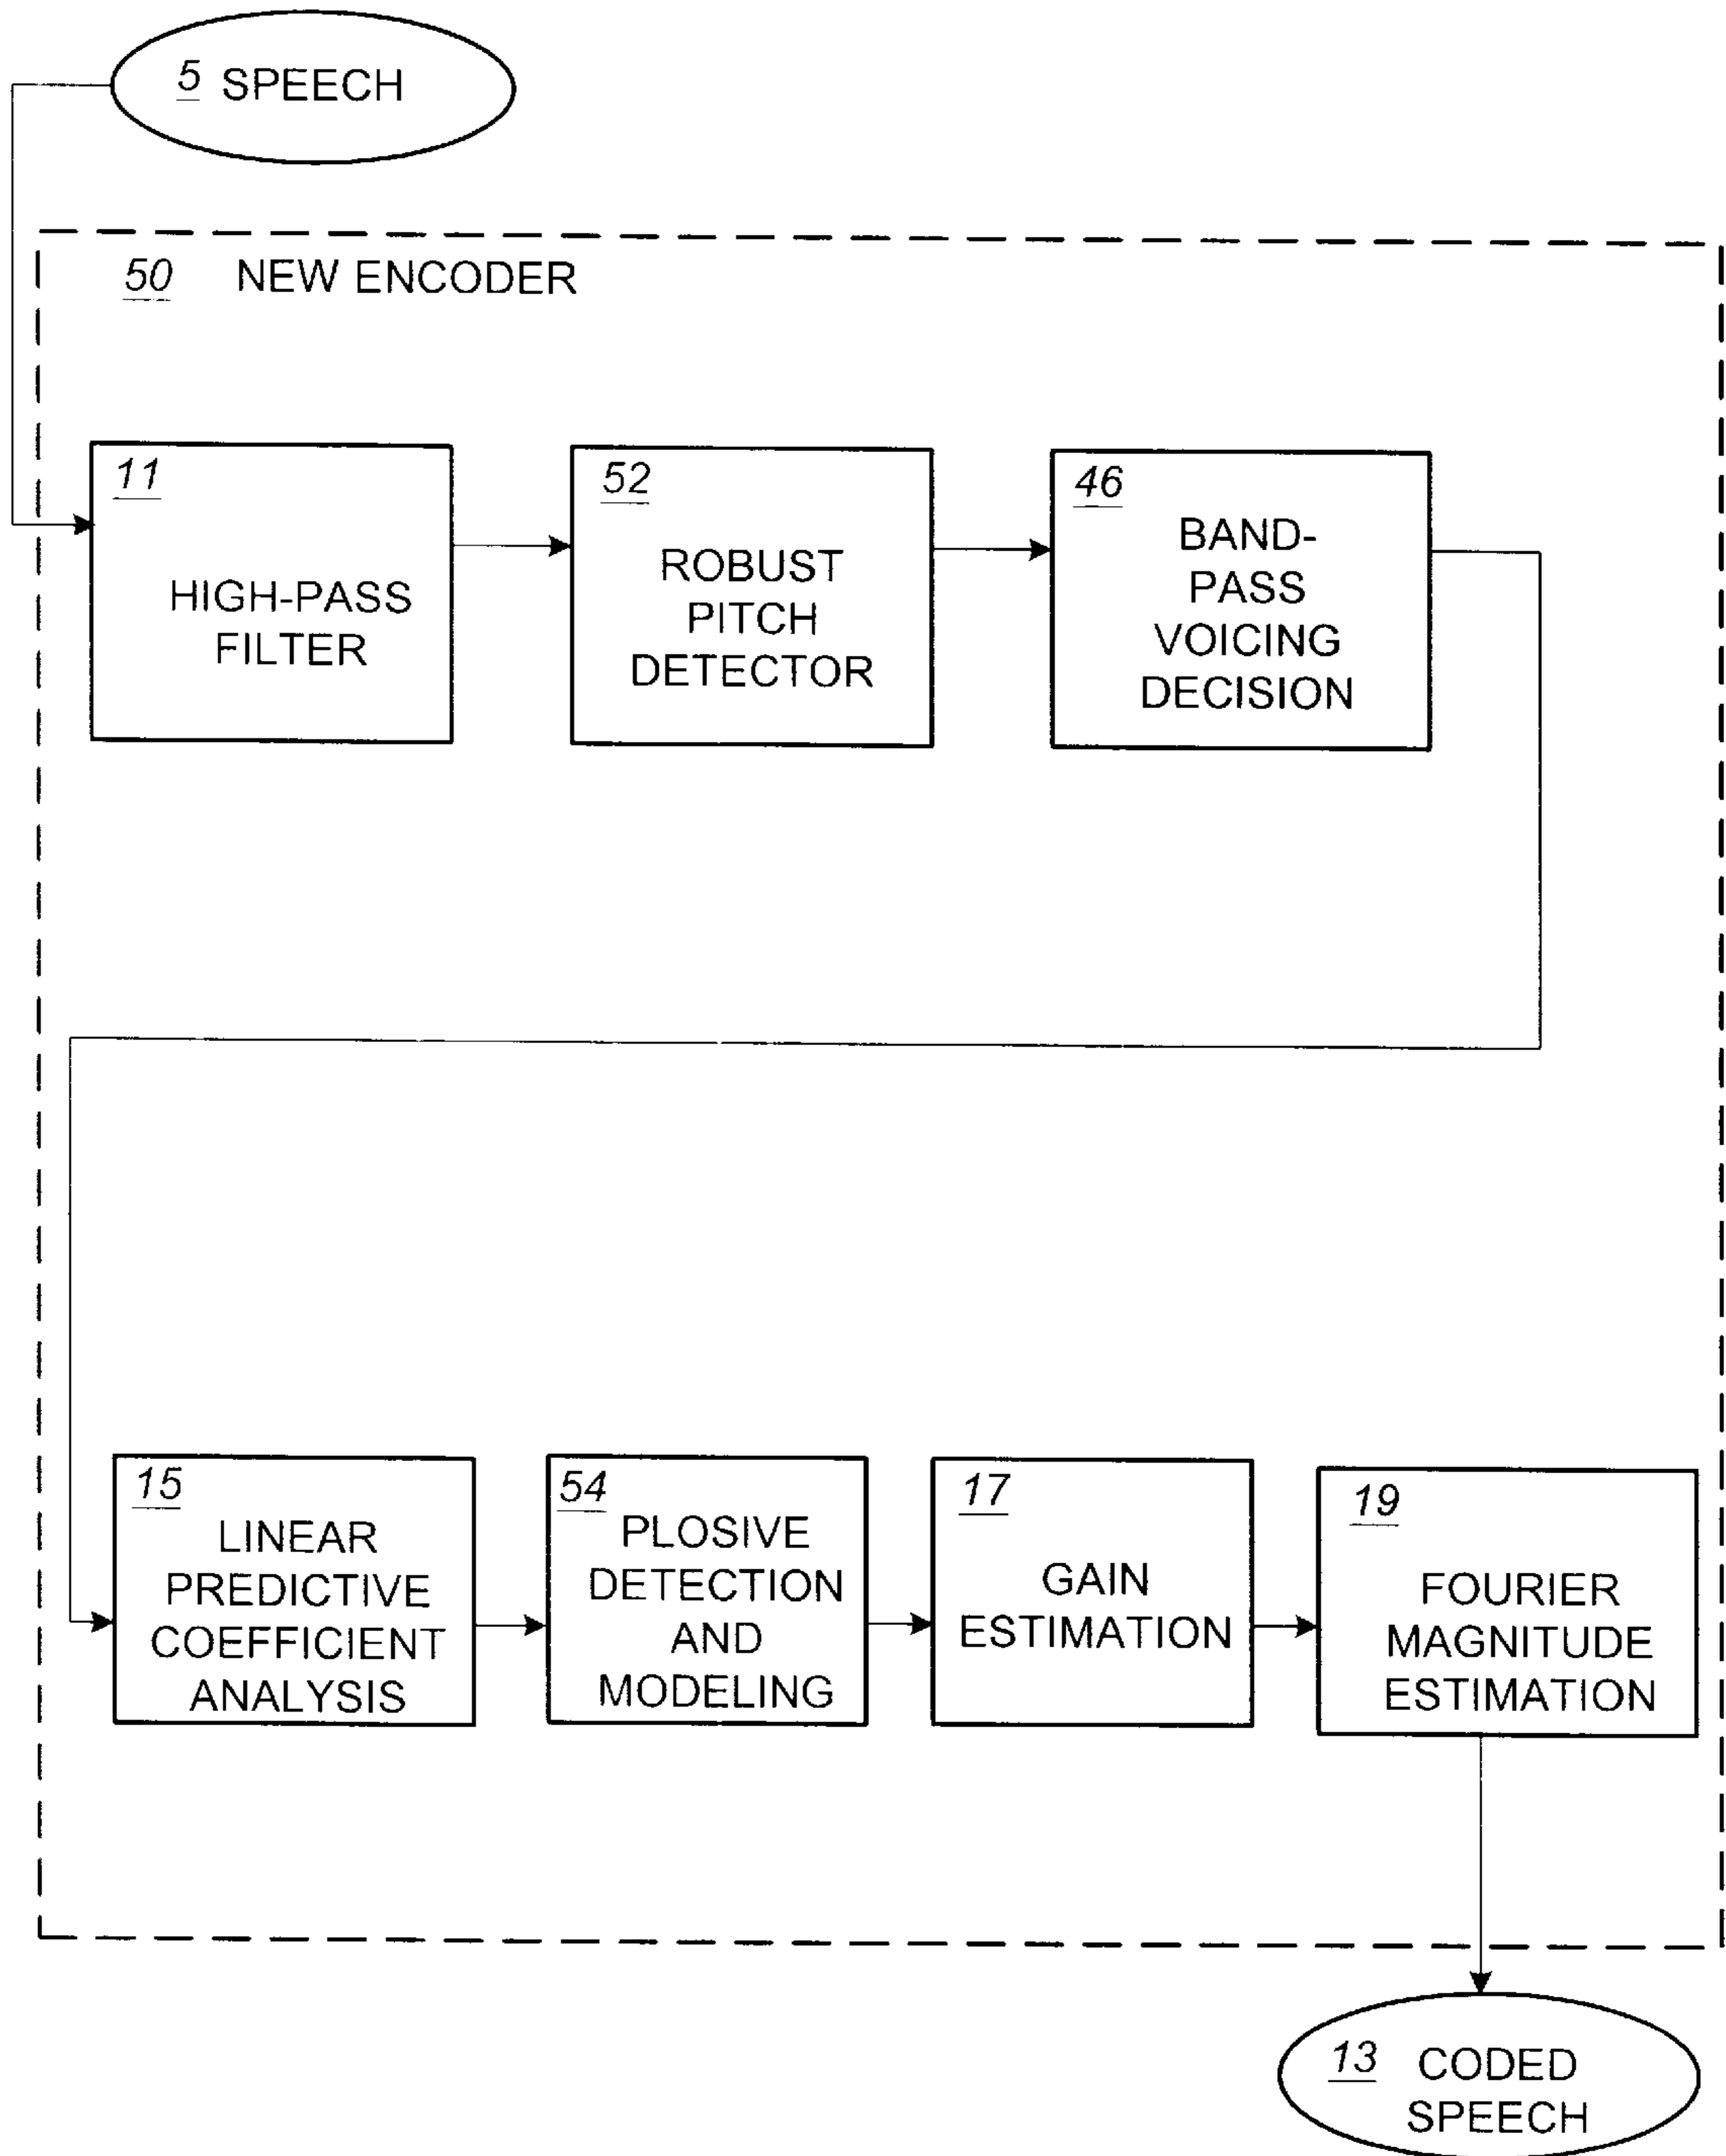 5 SPEECH
50 NEW ENCODER
11
HIGH-PASS
FILTER
52
ROBUST
PITCH
DETECTOR
46
BAND-
PASS
VOICING
DECISION
15
LINEAR
PREDICTIVE
COEFFICIENT
ANALYSIS
54
PLOSIVE
DETECTION
AND
MODELING
17
GAIN
ESTIMATION
19
FOURIER
MAGNITUDE
ESTIMATION
13 CODED
SPEECH